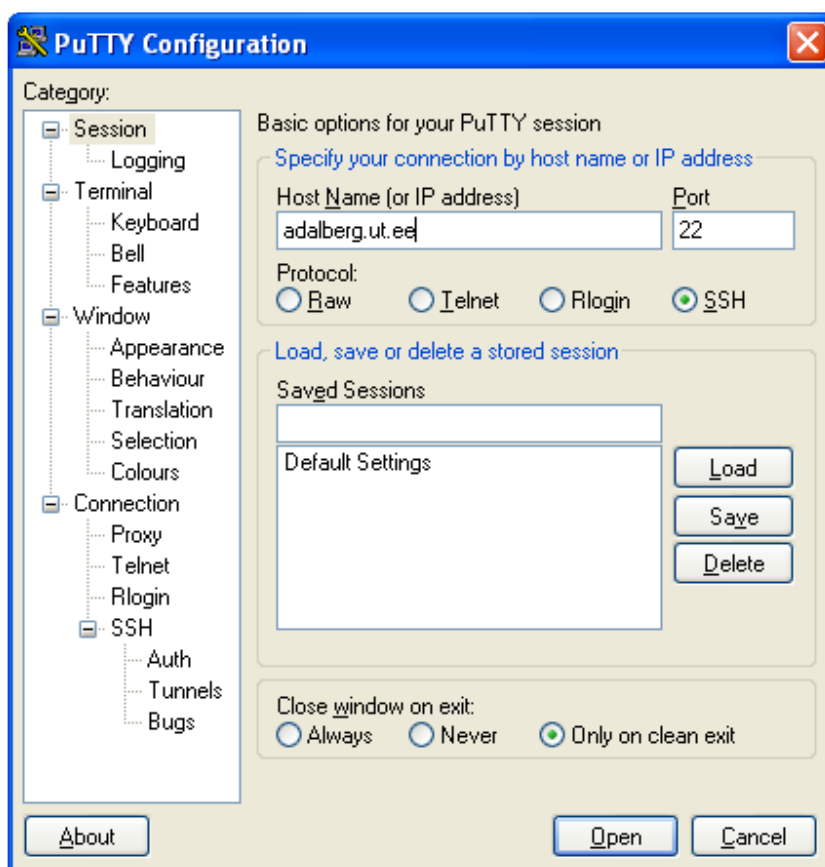 PuTTY Configuration
Category:
Session
Logging
Terminal
Keyboard
Bell
Features
Window
Appearance
Behaviour
Translation
Selection
Colours
Connection
Proxy
Telnet
Rlogin
SSH
Auth
Tunnels
Bugs
Basic options for your PuTTY session
Specify your connection by host name or IP address
Host Name (or IP address) Port
adalberg.ut.ee 22
Protocol:
Raw Telnet Rlogin SSH
Load, save or delete a stored session
Saved Sessions
Default Settings
Load
Save
Delete
Close window on exit:
Always Never Only on clean exit
About Open Cancel